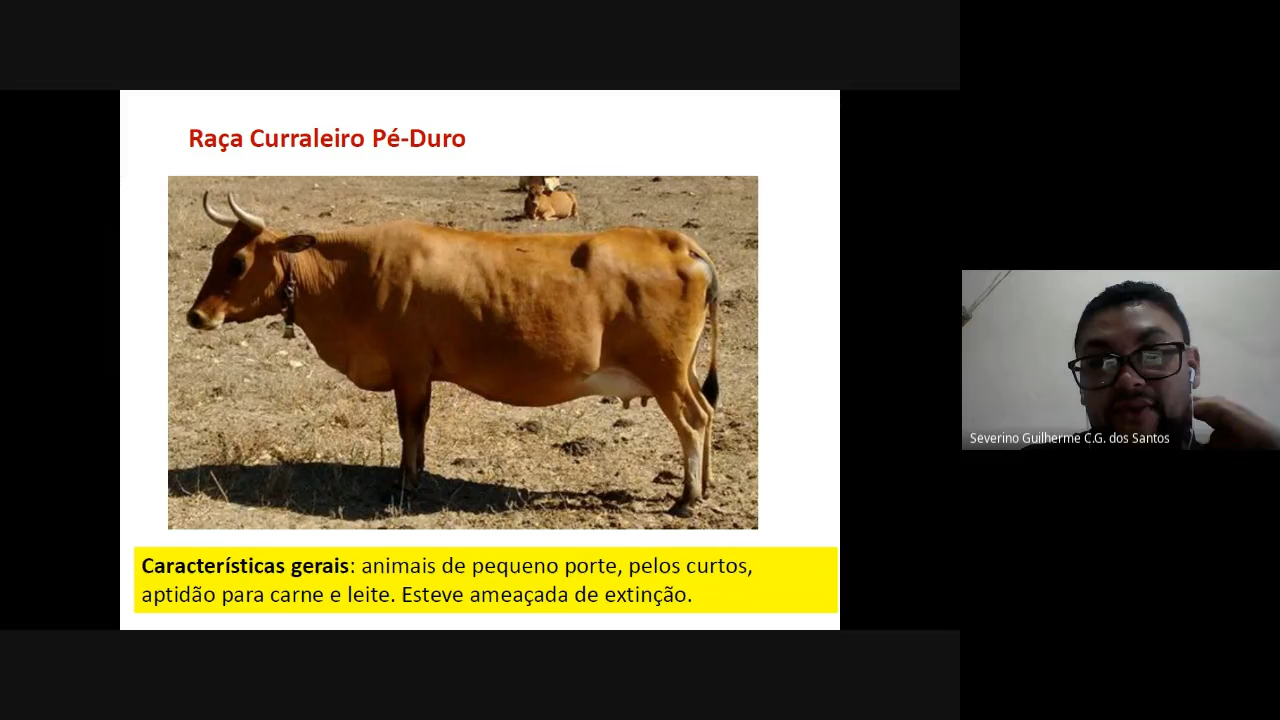 Raça Curraleiro Pé-Duro
Características gerais: animais de pequeno porte, pelos curtos,
aptidão para carne e leite. Esteve ameaçada de extinção.
Severino Guilherme C.G. dos Santos